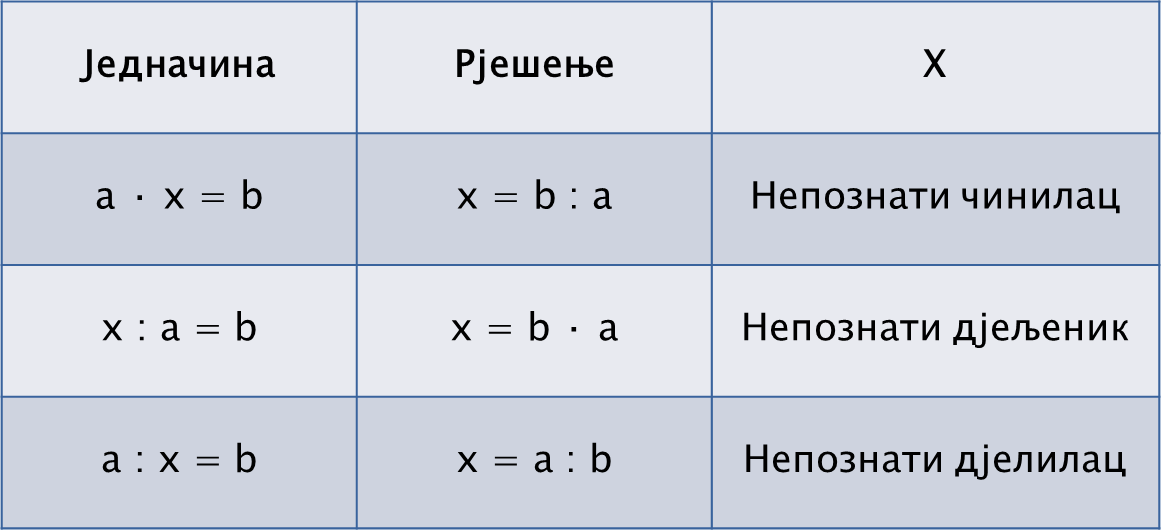 Једначина Рјешење X
a · x = b x = b : a Непознати чинилац
x : a = b x = b · a Непознати дјељеник
a : x = b x = a : b Непознати дјелилац